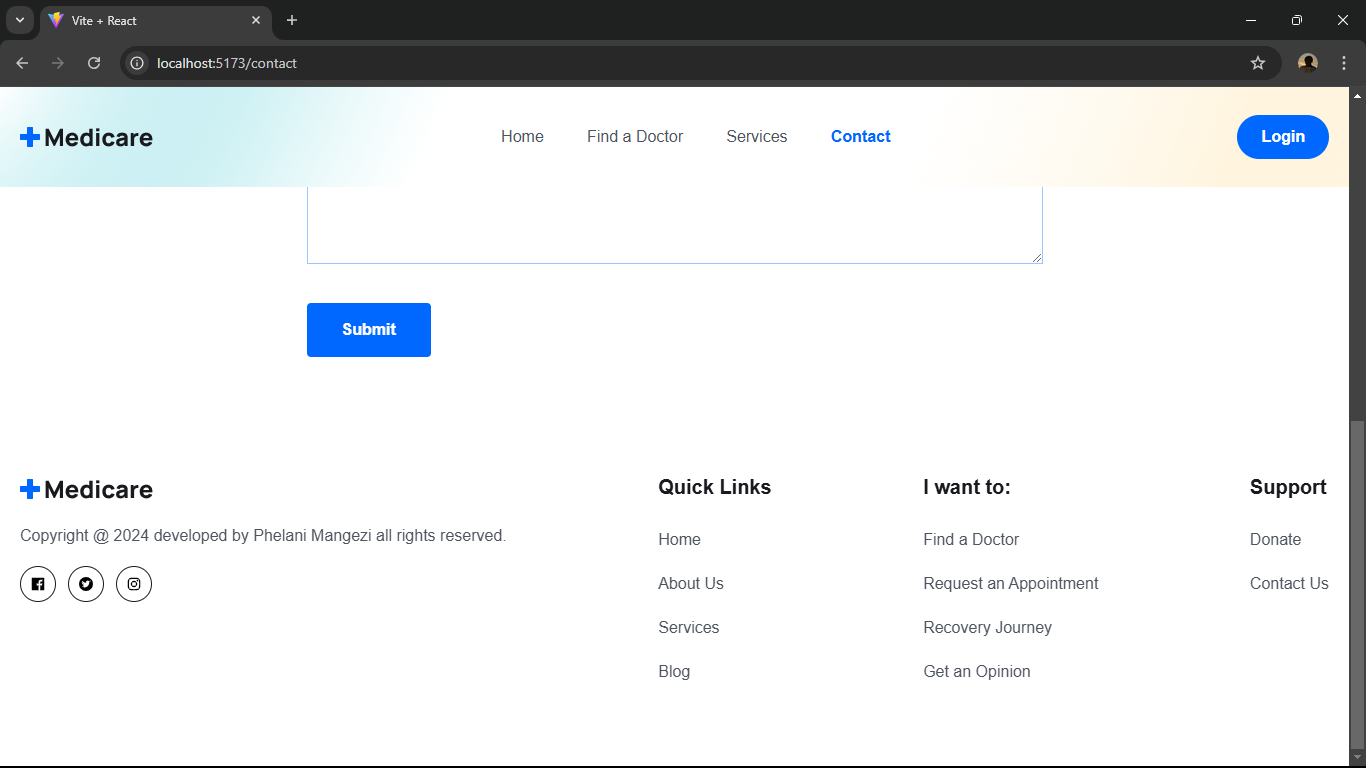 Vite + React
localhost:5173/contact
Medicare
Home Find a Doctor Services Contact
Login
Submit
Medicare
Copyright @ 2024 developed by Phelani Mangezi all rights reserved.
Quick Links
Home
About Us
Services
Blog
I want to:
Find a Doctor
Request an Appointment
Recovery Journey
Get an Opinion
Support
Donate
Contact Us